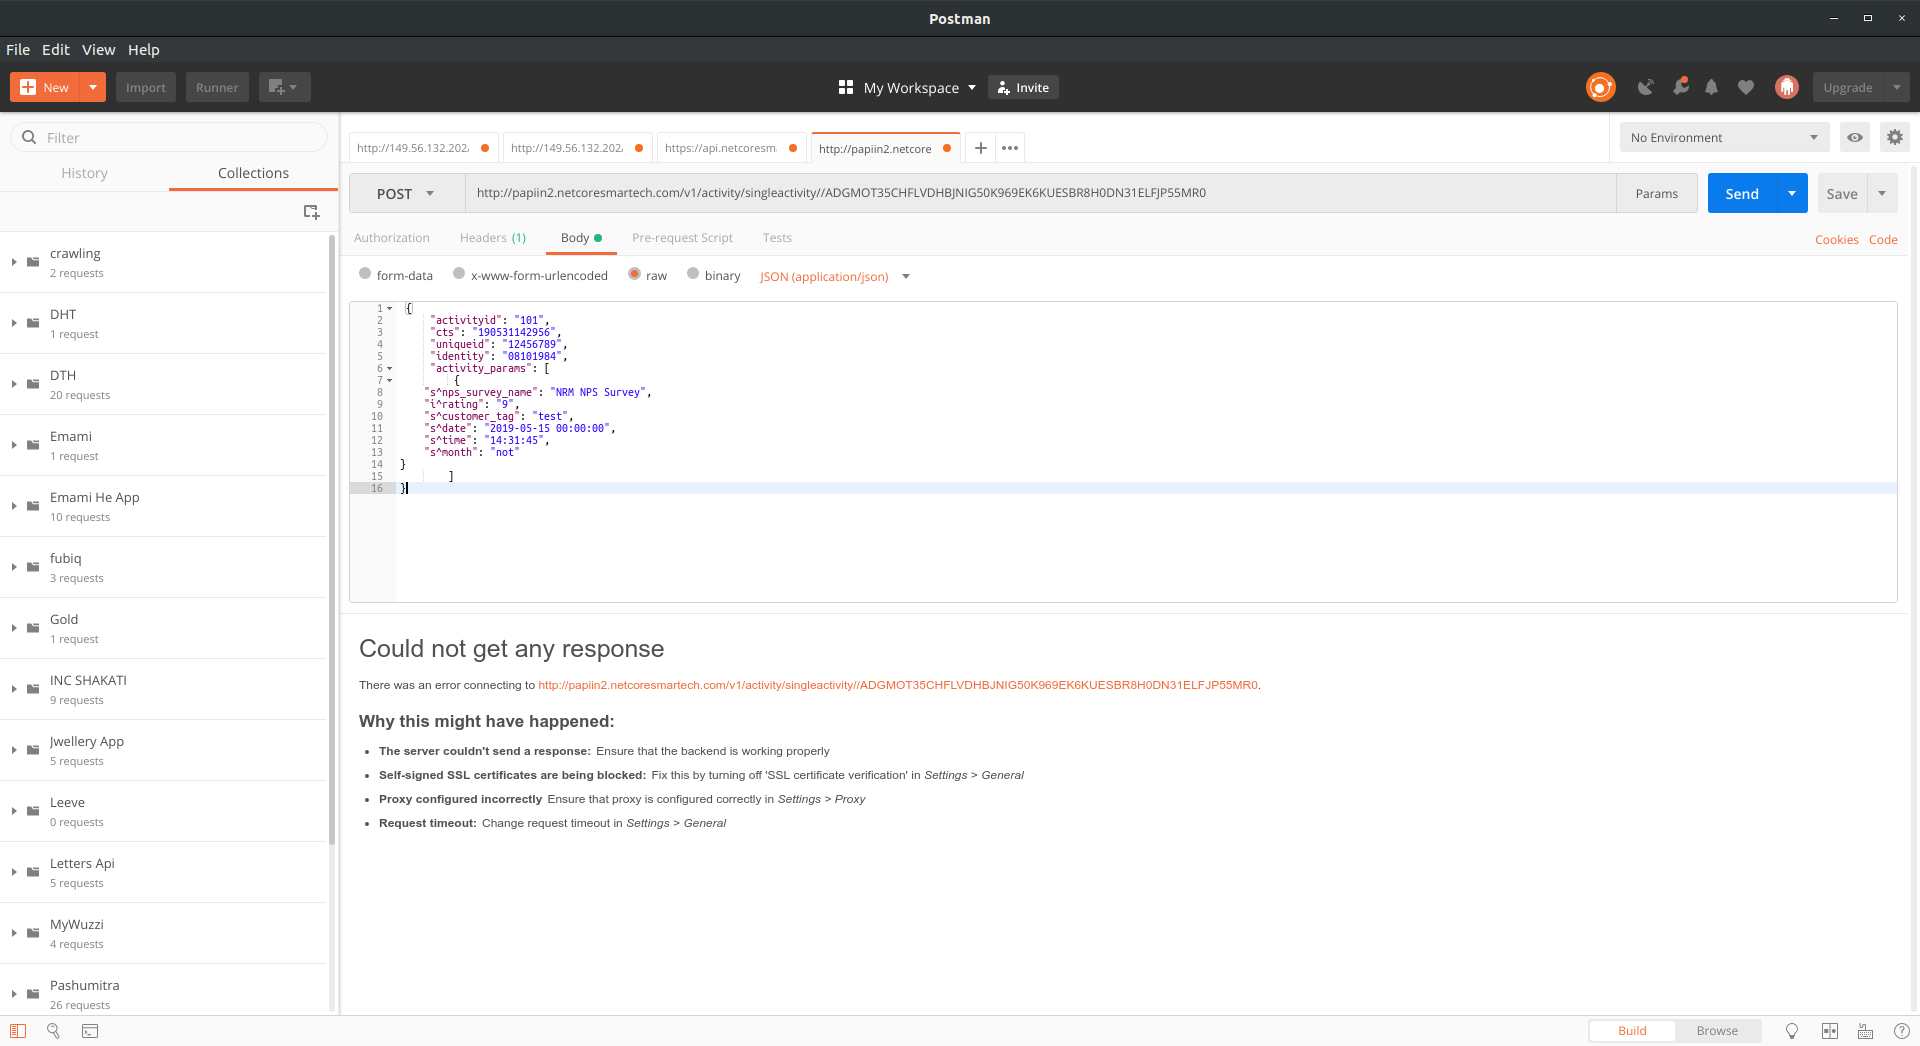 Postman
File Edit View Help
New Import Runner My Workspace Invite Upgrade
Filter
History Collections
crawling
2 requests
DHT
1 request
DTH
20 requests
Emami
1 request
Emami He App
10 requests
fubiq
3 requests
Gold
1 request
INC SHAKATI
9 requests
Jwellery App
5 requests
Leeve
0 requests
Letters Api
5 requests
MyWuzzi
4 requests
Pashumitra
26 requests
http://149.56.132.202/ http://149.56.132.202/ https://api.netcoresm http://papiin2.netcore
No Environment
POST http://papiin2.netcoresmartech.com/v1/activity/singleactivity//ADGMOT35CHFLVDHBJNIG50K969EK6KUESBR8H0DN31ELFJP55MR0 Params Send Save
Authorization Headers (1) Body Pre-request Script Tests Cookies Code
form-data x-www-form-urlencoded raw binary JSON (application/json)
1 {
2 "activityid": "101",
3 "cts": "190531142956",
4 "uniqueid": "12456789",
5 "identity": "08101984",
6 "activity_params": [
7 {
8 "s^nps_survey_name": "NRM NPS Survey",
9 "i^rating": "9",
10 "s^customer_tag": "test",
11 "s^date": "2019-05-15 00:00:00",
12 "s^time": "14:31:45",
13 "s^month": "not"
14 }
15 ]
16 }
Could not get any response
There was an error connecting to http://papiin2.netcoresmartech.com/v1/activity/singleactivity//ADGMOT35CHFLVDHBJNIG50K969EK6KUESBR8H0DN31ELFJP55MR0.
Why this might have happened:
• The server couldn't send a response: Ensure that the backend is working properly
• Self-signed SSL certificates are being blocked: Fix this by turning off 'SSL certificate verification' in Settings > General
• Proxy configured incorrectly Ensure that proxy is configured correctly in Settings > Proxy
• Request timeout: Change request timeout in Settings > General
Build Browse